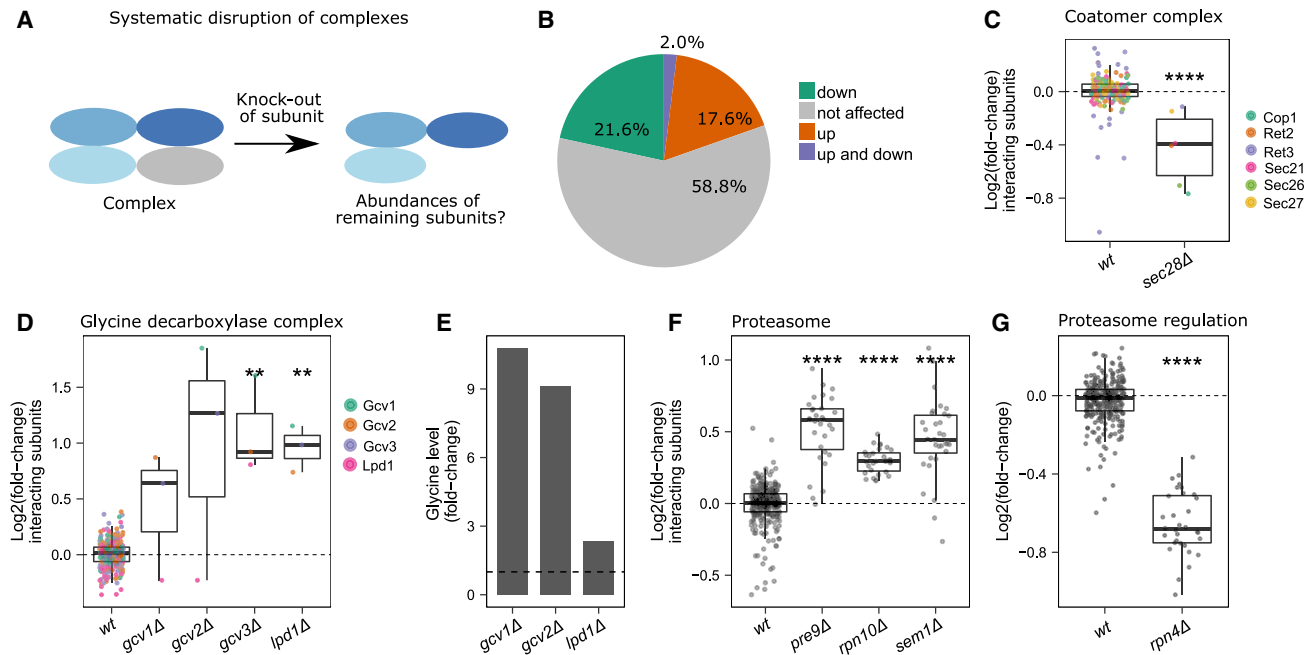 A
Systematic disruption of complexes
Knock-out
of subunit
Complex
Abundances of
remaining subunits?
B
2.0%
17.6%
21.6%
58.8%
down
not affected
up
up and down
C
Coatomer complex
Log2(fold−change)
interacting subunits
0.0
−0.4
−0.8
****
wt
sec28Δ
Cop1
Ret2
Ret3
Sec21
Sec26
Sec27
D
Glycine decarboxylase complex
Log2(fold−change)
interacting subunits
1.5
1.0
0.5
0.0
**
**
wt
gcv1Δ
gcv2Δ
gcv3Δ
lpd1Δ
Gcv1
Gcv2
Gcv3
Lpd1
E
Glycine level
(fold−change)
9
6
3
0
gcv1Δ
gcv2Δ
lpd1Δ
F
Proteasome
Log2(fold−change)
interacting subunits
1.0
0.5
0.0
−0.5
****
****
****
wt
pre9Δ
rpn10Δ
sem1Δ
G
Proteasome regulation
Log2(fold−change)
0.0
−0.4
−0.8
****
wt
rpn4Δ